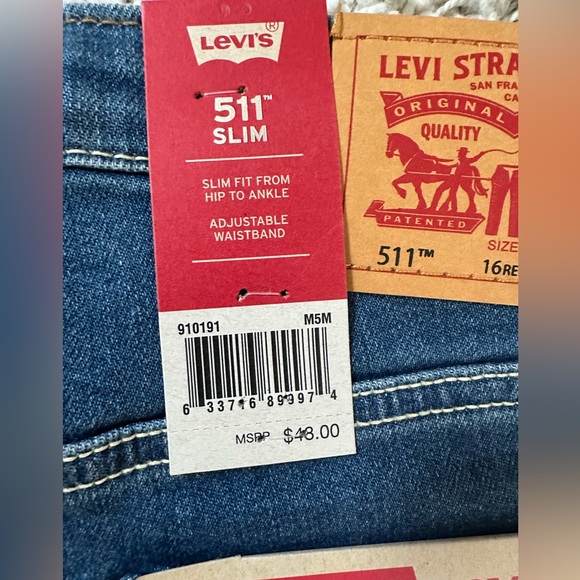 LEVI'S ®
511™
SLIM
SLIM FIT FROM
HIP TO ANKLE
ADJUSTABLE
WAISTBAND
910191 M5M
6 33716 89997 4
MSRP $48.00
LEVI STRA
SAN FRA
CA
ORIGINAL
QUALITY
PATENTED
SIZE
511™ 16RE